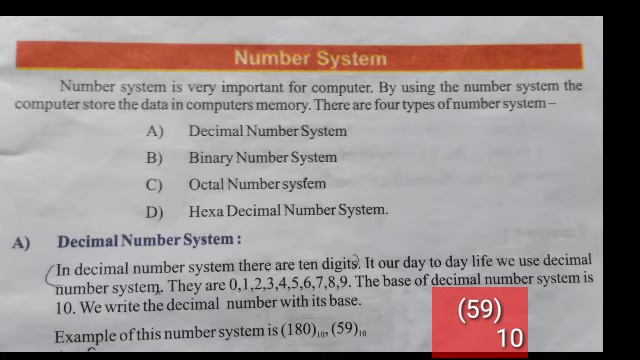 Number System
Number system is very important for computer. By using the number system the
computer store the data in computers memory. There are four types of number system –
A) Decimal Number System
B) Binary Number System
C) Octal Number system
D) Hexa Decimal Number System.
A) Decimal Number System :
In decimal number system there are ten digits. It our day to day life we use decimal
number system. They are 0,1,2,3,4,5,6,7,8,9. The base of decimal number system is
10. We write the decimal number with its base.
Example of this number system is (180)₁₀, (59)₁₀
(59)
10